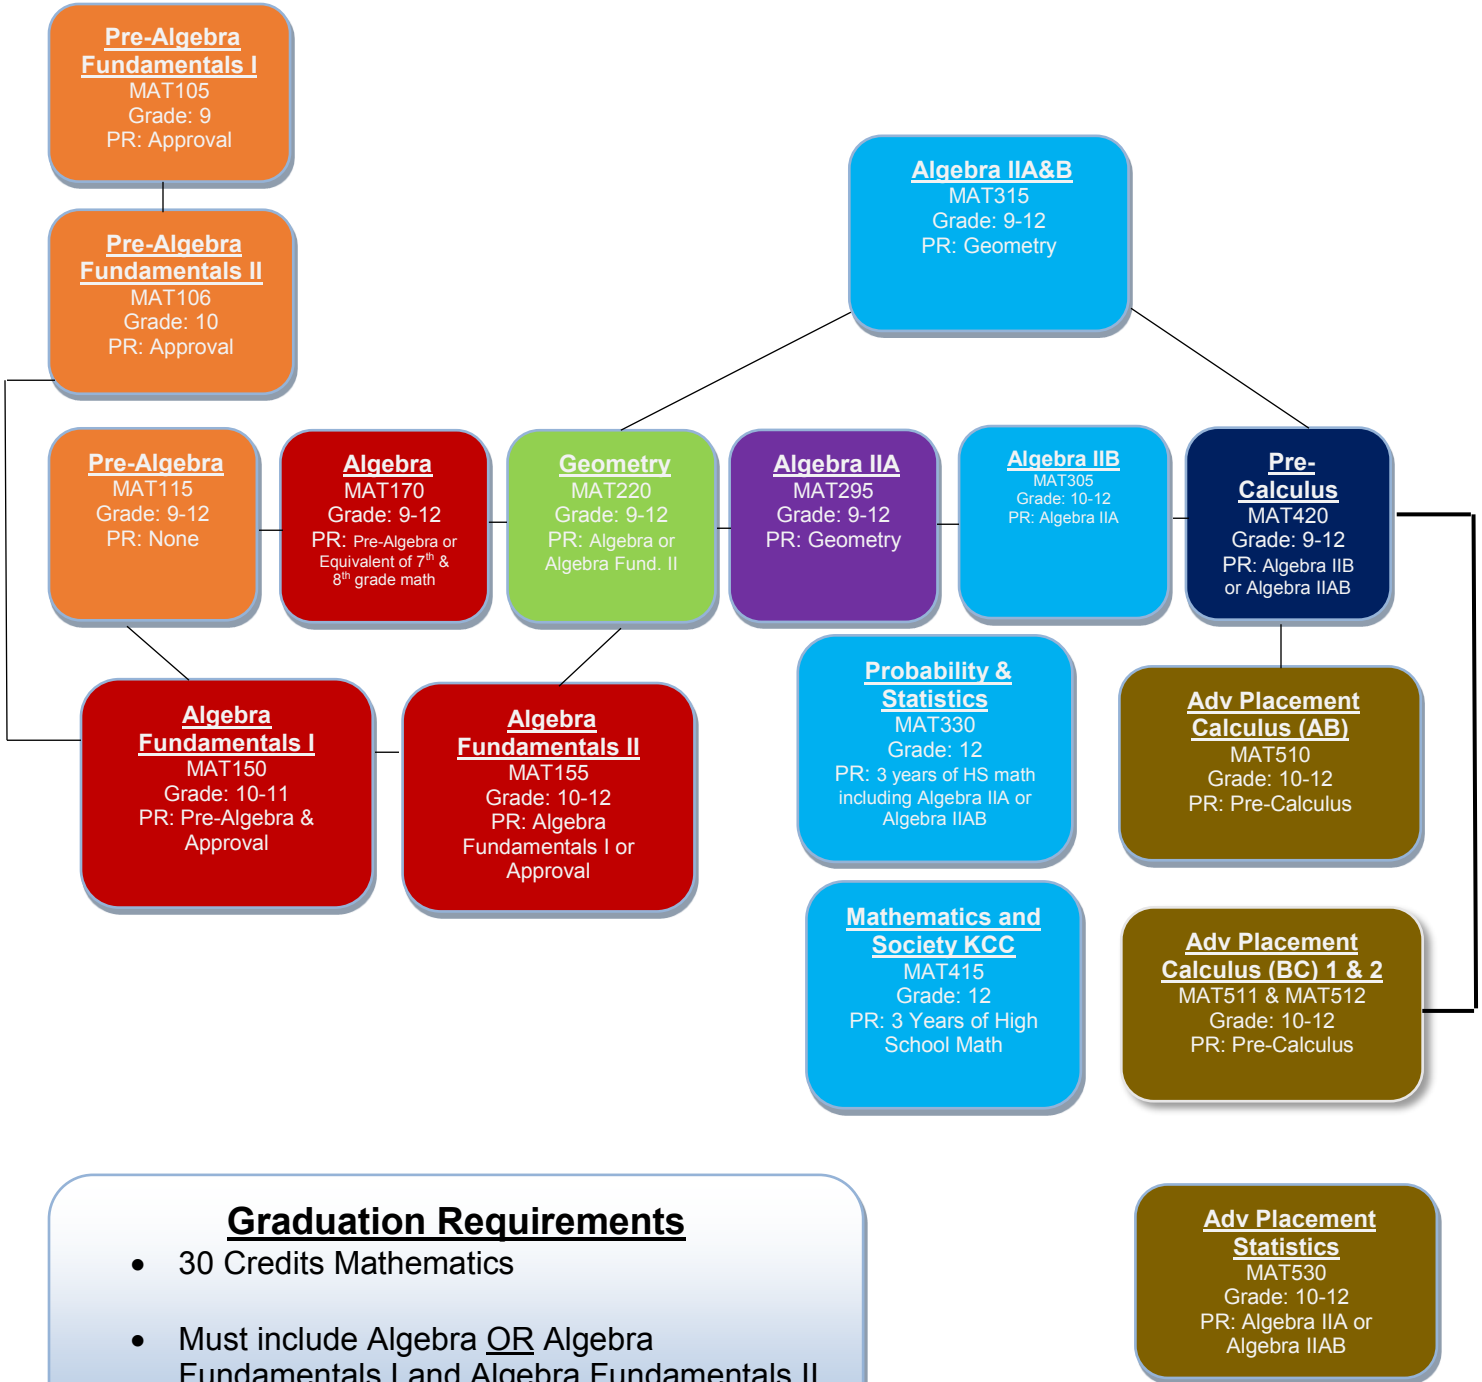 Pre-Algebra
Fundamentals I
MAT105
Grade: 9
PR: Approval
Pre-Algebra
Fundamentals II
MAT106
Grade: 10
PR: Approval
Algebra IIA&B
MAT315
Grade: 9-12
PR: Geometry
Pre-Algebra
MAT115
Grade: 9-12
PR: None
Algebra
MAT170
Grade: 9-12
PR: Pre-Algebra or
Equivalent of 7th &
8th grade math
Geometry
MAT220
Grade: 9-12
PR: Algebra or
Algebra Fund. II
Algebra IIA
MAT295
Grade: 9-12
PR: Geometry
Algebra IIB
MAT305
Grade: 10-12
PR: Algebra IIA
Pre-
Calculus
MAT420
Grade: 9-12
PR: Algebra IIB
or Algebra IIAB
Algebra
Fundamentals I
MAT150
Grade: 10-11
PR: Pre-Algebra &
Approval
Algebra
Fundamentals II
MAT155
Grade: 10-12
PR: Algebra
Fundamentals I or
Approval
Probability &
Statistics
MAT330
Grade: 12
PR: 3 years of HS math
including Algebra IIA or
Algebra IIAB
Adv Placement
Calculus (AB)
MAT510
Grade: 10-12
PR: Pre-Calculus
Mathematics and
Society KCC
MAT415
Grade: 12
PR: 3 Years of High
School Math
Adv Placement
Calculus (BC) 1 & 2
MAT511 & MAT512
Grade: 10-12
PR: Pre-Calculus
Graduation Requirements
• 30 Credits Mathematics
• Must include Algebra OR Algebra
Fundamentals I and Algebra Fundamentals II
Adv Placement
Statistics
MAT530
Grade: 10-12
PR: Algebra IIA or
Algebra IIAB